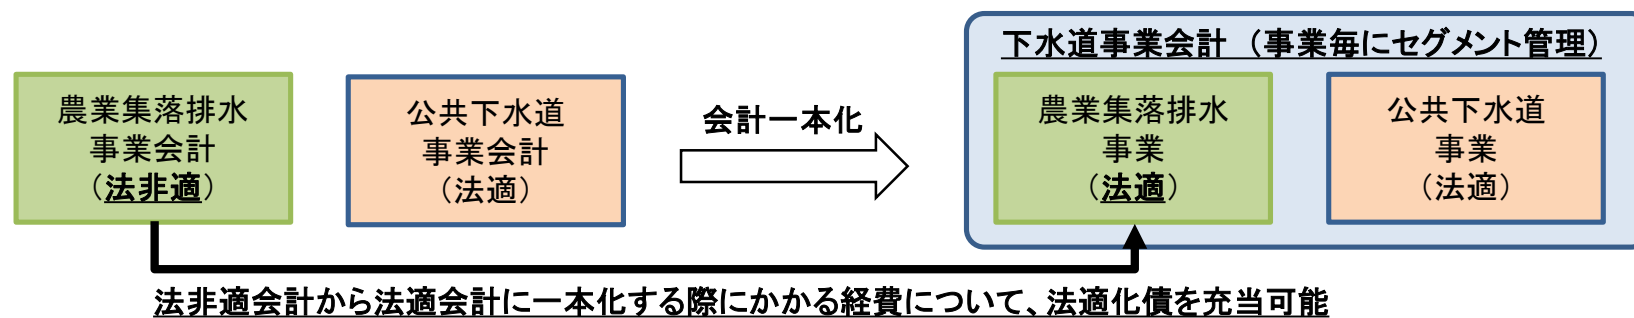 農業集落排水
事業会計
（法非適）
公共下水道
事業会計
（法適）
会計一本化
下水道事業会計　（事業毎にセグメント管理）
農業集落排水
事業
（法適）
公共下水道
事業
（法適）
法非適会計から法適会計に一本化する際にかかる経費について、法適化債を充当可能